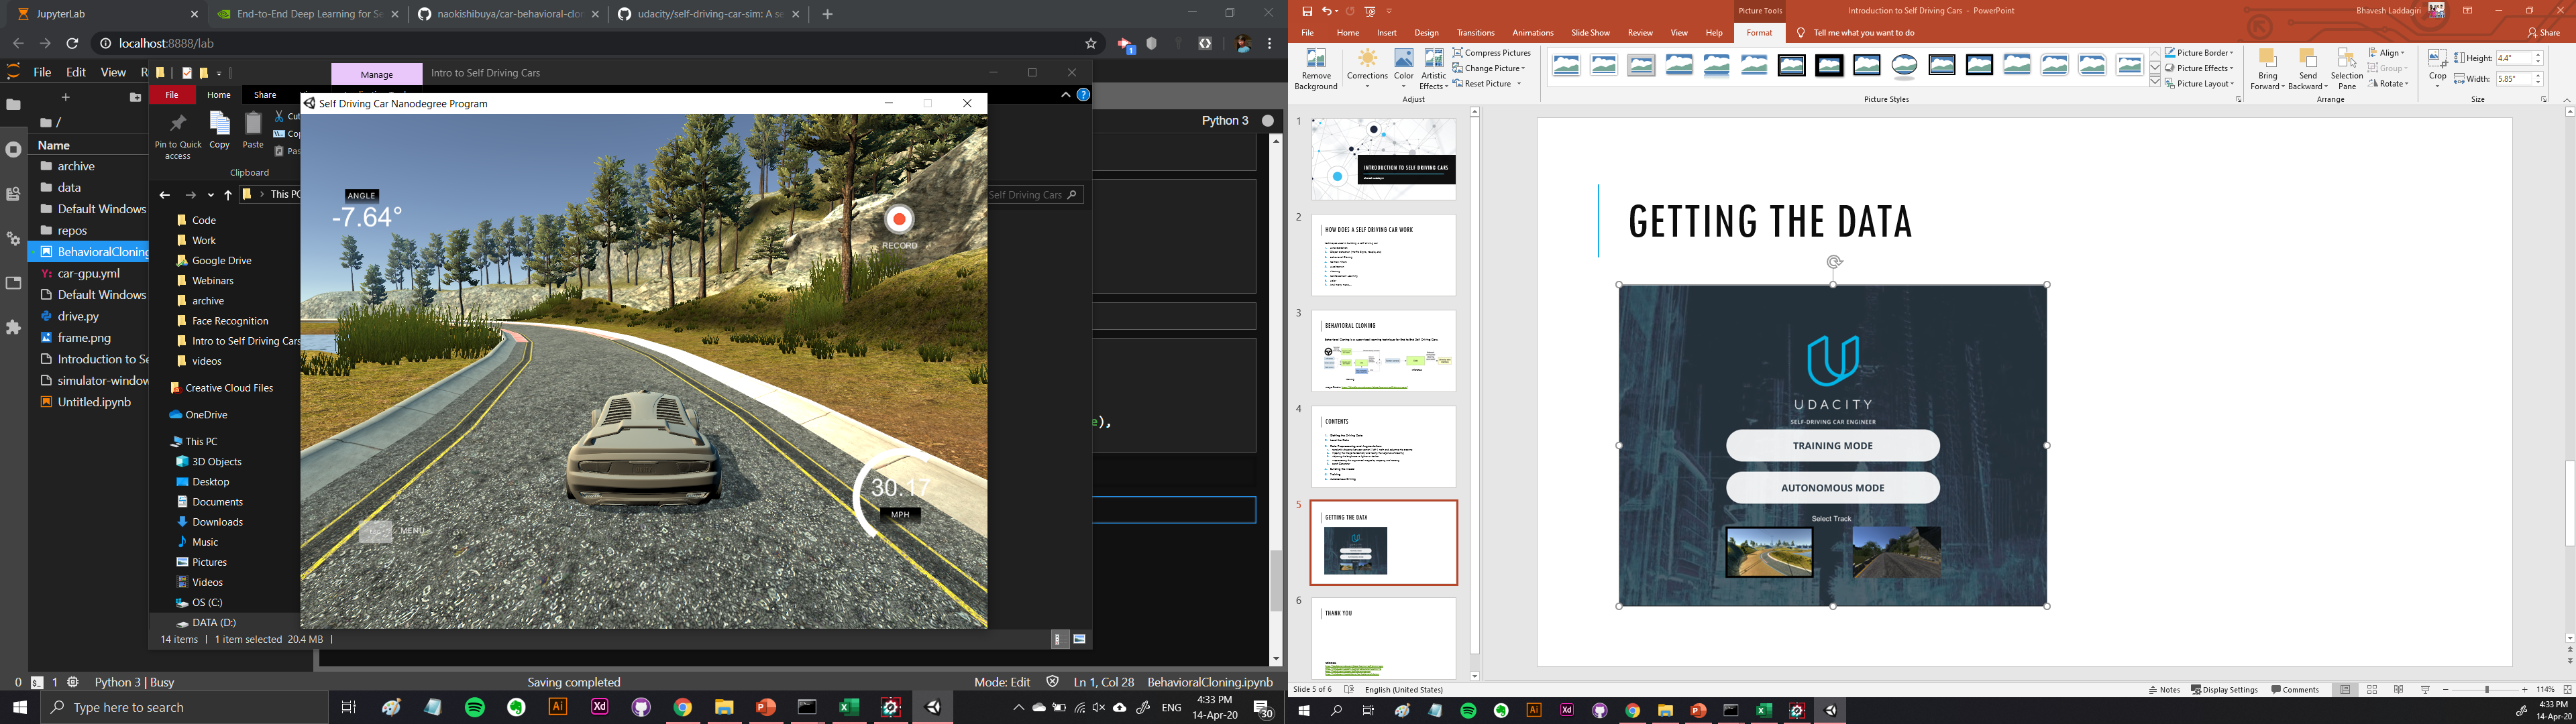 JupyterLab
End-to-End Deep Learning for Se
naokishibuya/car-behavioral-clon
udacity/self-driving-car-sim: A se
localhost:8888/lab
File Edit View R
Manage
Intro to Self Driving Cars
File Home Share
Self Driving Car Nanodegree Program
Python 3
/
Name
archive
data
Default Windows
repos
BehavioralCloning
car-gpu.yml
Default Windows
drive.py
frame.png
Introduction to Se
simulator-window
Untitled.ipynb
Pin to Quick
access
Copy
Paste
Cut
Clipboard
This PC
Self Driving Cars
Code
Work
Google Drive
Webinars
archive
Face Recognition
Intro to Self Driving Cars
videos
Creative Cloud Files
OneDrive
This PC
3D Objects
Desktop
Documents
Downloads
Music
Pictures
Videos
OS (C:)
DATA (D:)
14 items 1 item selected 20.4 MB
ANGLE
-7.64°
RECORD
30.17
MPH
MENU
e),
0 1 Python 3 | Busy
Saving completed
Mode: Edit
Ln 1, Col 28
BehavioralCloning.ipynb
Type here to search
ENG
4:33 PM
14-Apr-20
30
Picture Tools
Introduction to Self Driving Cars - PowerPoint
Bhavesh Laddagiri
File Home Insert Design Transitions Animations Slide Show Review View Help Format Tell me what you want to do
Share
Remove
Background
Corrections
Color
Artistic
Effects
Compress Pictures
Change Picture
Reset Picture
Adjust
Picture Styles
Picture Border
Picture Effects
Picture Layout
Bring
Forward
Send
Backward
Selection
Pane
Align
Group
Rotate
Arrange
Crop
Height: 4.4"
Width: 5.85"
Size
1
INTRODUCTION TO SELF DRIVING CARS
2
HOW DOES A SELF DRIVING CAR WORK
3
BEHAVIORAL CLONING
4
CONTENTS
5
GETTING THE DATA
6
THANK YOU
GETTING THE DATA
UDACITY
SELF-DRIVING CAR ENGINEER
TRAINING MODE
AUTONOMOUS MODE
Select Track
Slide 5 of 6
English (United States)
Notes
Display Settings
Comments
114%
4:33 PM
14-Apr-20